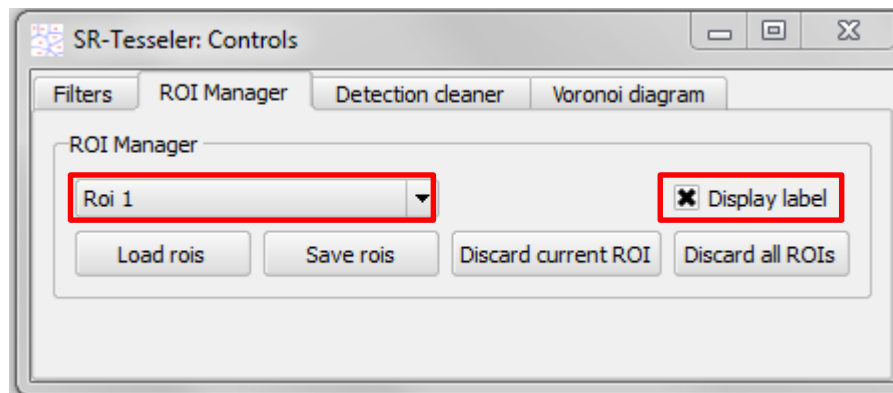 SR-Tesseler: Controls
Filters ROI Manager Detection cleaner Voronoi diagram
ROI Manager
Roi 1 Display label
Load rois Save rois Discard current ROI Discard all ROIs